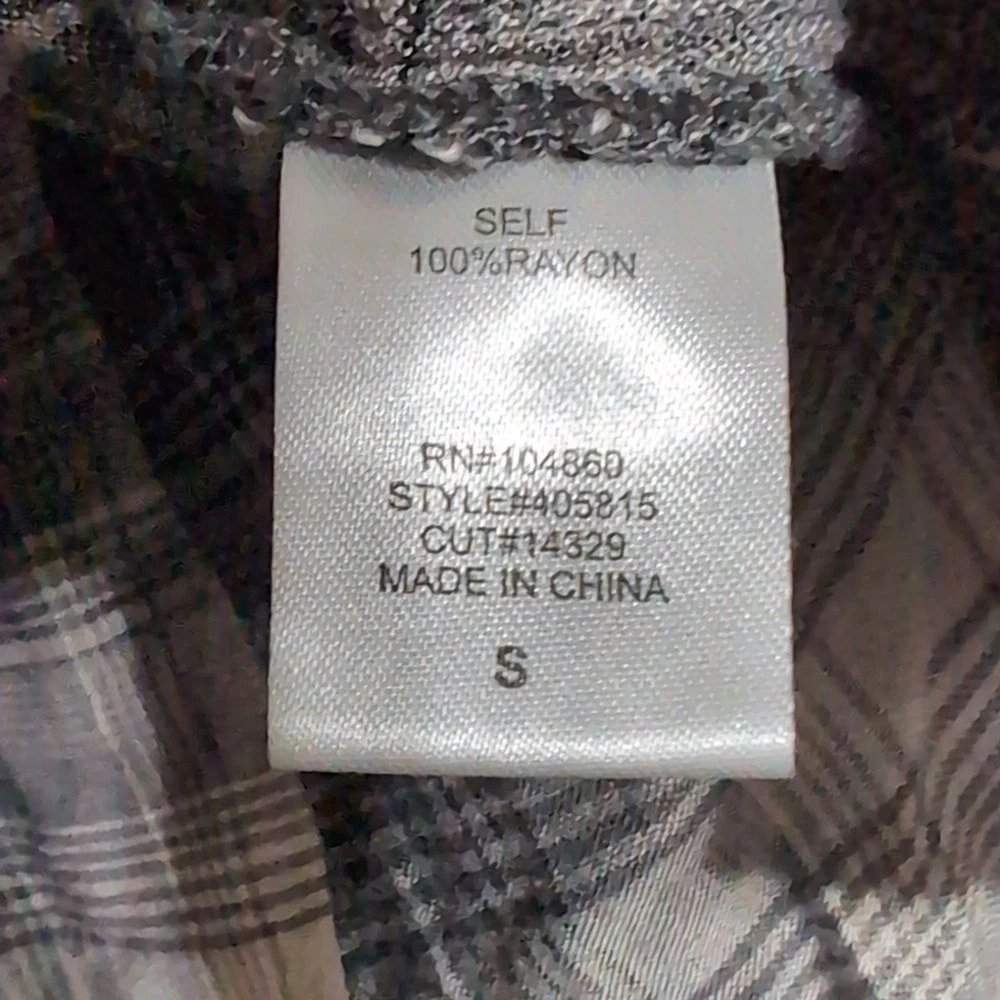 SELF
100%RAYON
RN#104860
STYLE#405815
CUT#14329
MADE IN CHINA
S